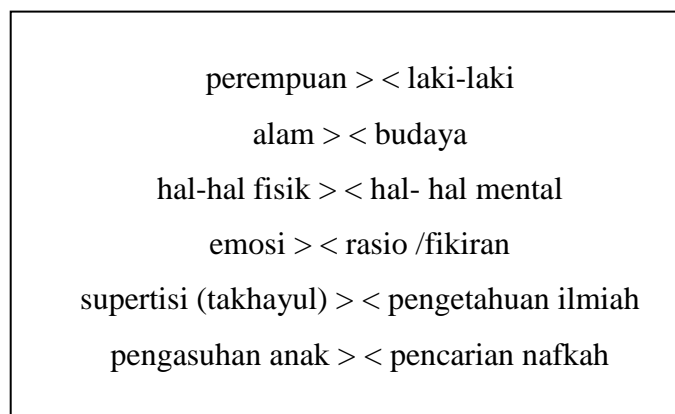 perempuan > < laki-laki
alam > < budaya
hal-hal fisik > < hal- hal mental
emosi > < rasio /fikiran
supertisi (takhayul) > < pengetahuan ilmiah
pengasuhan anak > < pencarian nafkah